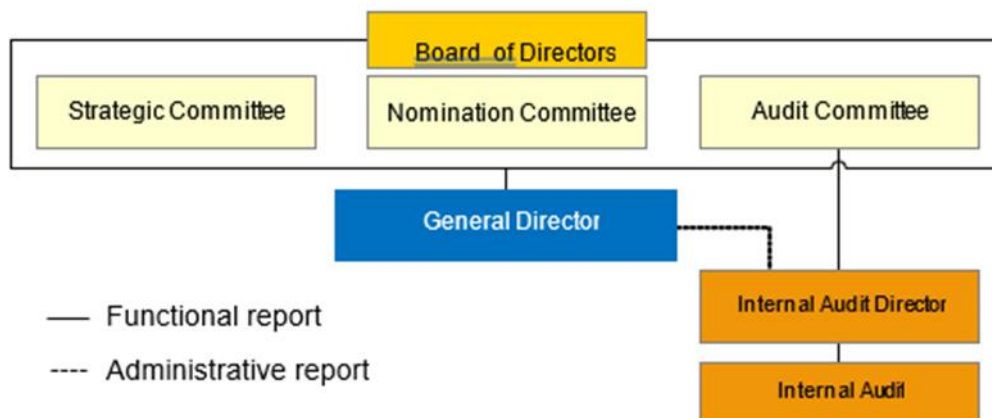 Board of Directors
Strategic Committee
Nomination Committee
Audit Committee
General Director
Internal Audit Director
Functional report
Administrative report
Internal Audit